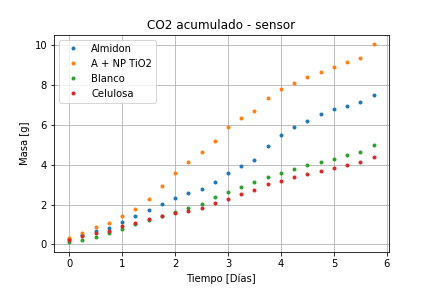 CO2 acumulado - sensor
Almidon
A + NP TiO2
Blanco
Celulosa
Masa [g]
10
8
6
4
2
0
0
1
2
3
4
5
6
Tiempo [Días]